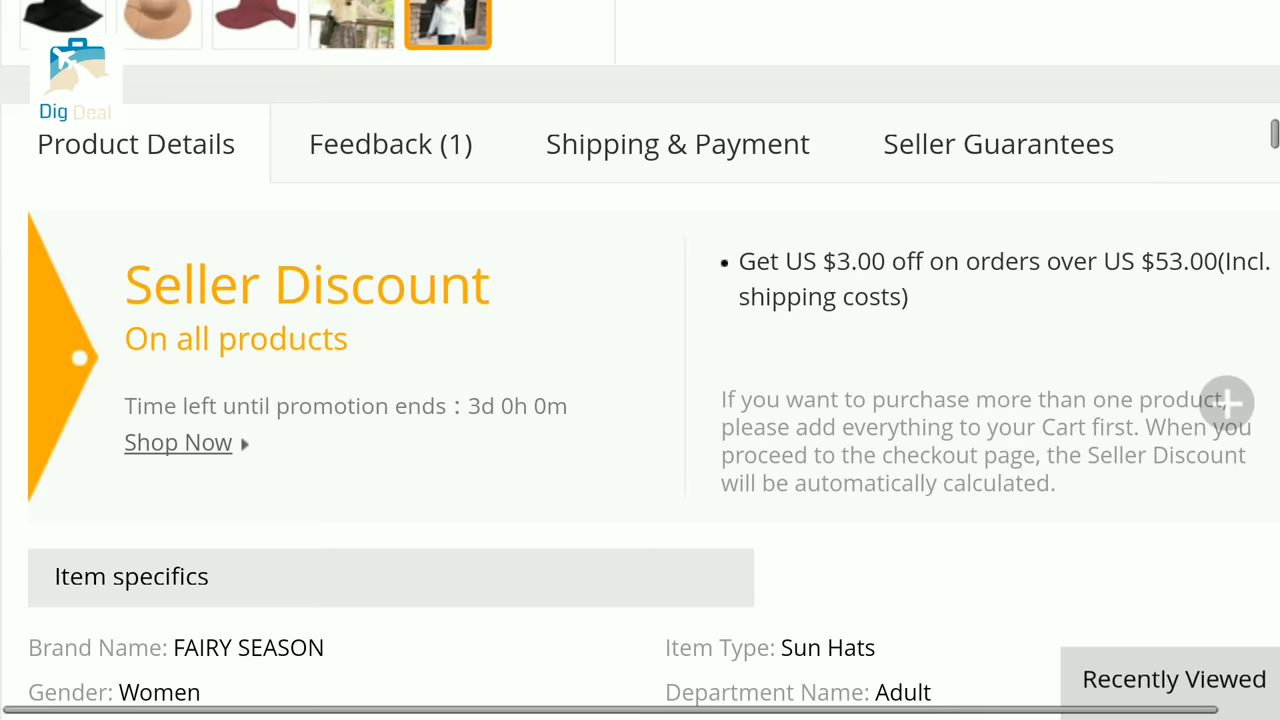 Dig Deal
Product Details
Feedback (1)
Shipping & Payment
Seller Guarantees
Seller Discount
On all products
Time left until promotion ends : 3d 0h 0m
Shop Now
• Get US $3.00 off on orders over US $53.00(Incl.
shipping costs)
If you want to purchase more than one product,
please add everything to your Cart first. When you
proceed to the checkout page, the Seller Discount
will be automatically calculated.
Item specifics
Brand Name: FAIRY SEASON
Item Type: Sun Hats
Gender: Women
Department Name: Adult
Recently Viewed